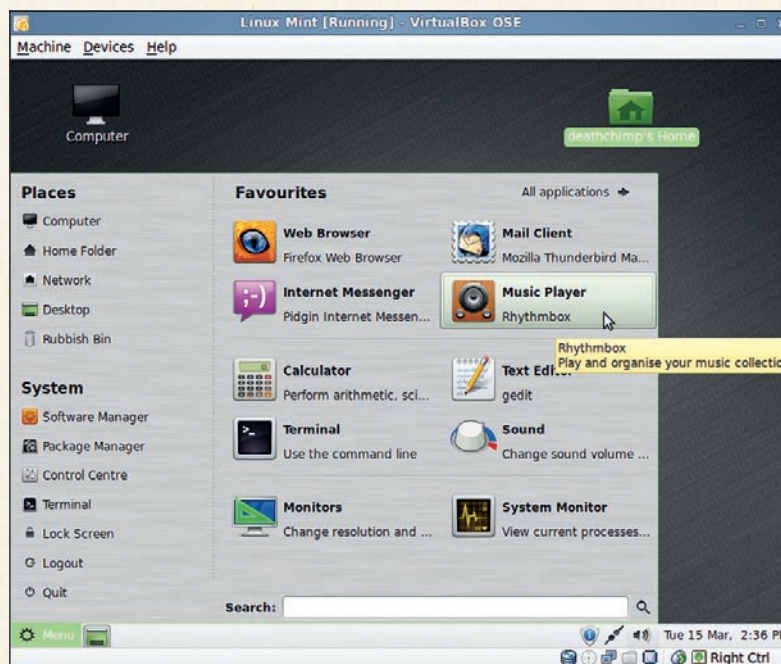 Linux Mint [Running] - VirtualBox OSE
Machine Devices Help
Computer
deathchimp's Home
Places
Computer
Home Folder
Network
Desktop
Rubbish Bin
System
Software Manager
Package Manager
Control Centre
Terminal
Lock Screen
Logout
Quit
Favourites
All applications
Web Browser
Firefox Web Browser
Mail Client
Mozilla Thunderbird Ma...
Internet Messenger
Pidgin Internet Messen...
Music Player
Rhythmbox
Rhythmbox
Play and organise your music collectio
Calculator
Perform arithmetic, sci...
Text Editor
gedit
Terminal
Use the command line
Sound
Change sound volume ...
Monitors
Change resolution and ...
System Monitor
View current processes...
Search:
Menu
Tue 15 Mar, 2:36 P
Right Ctrl